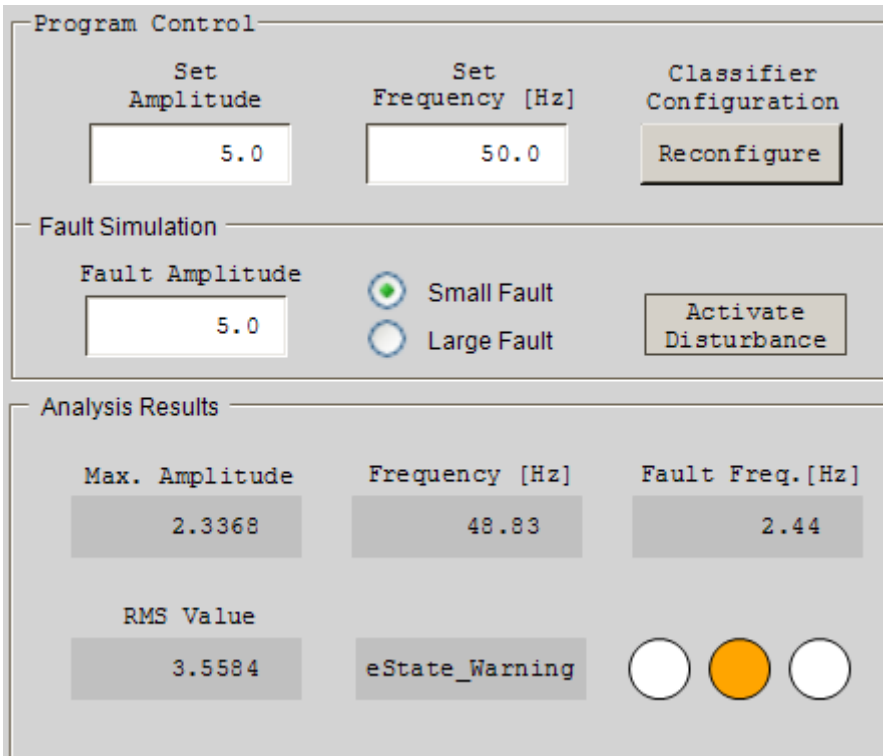 Program Control
Set Amplitude
Set Frequency [Hz]
Classifier Configuration
5.0
50.0
Reconfigure
Fault Simulation
Fault Amplitude
5.0
Small Fault
Large Fault
Activate Disturbance
Analysis Results
Max. Amplitude
Frequency [Hz]
Fault Freq.[Hz]
2.3368
48.83
2.44
RMS Value
3.5584
eState_Warning